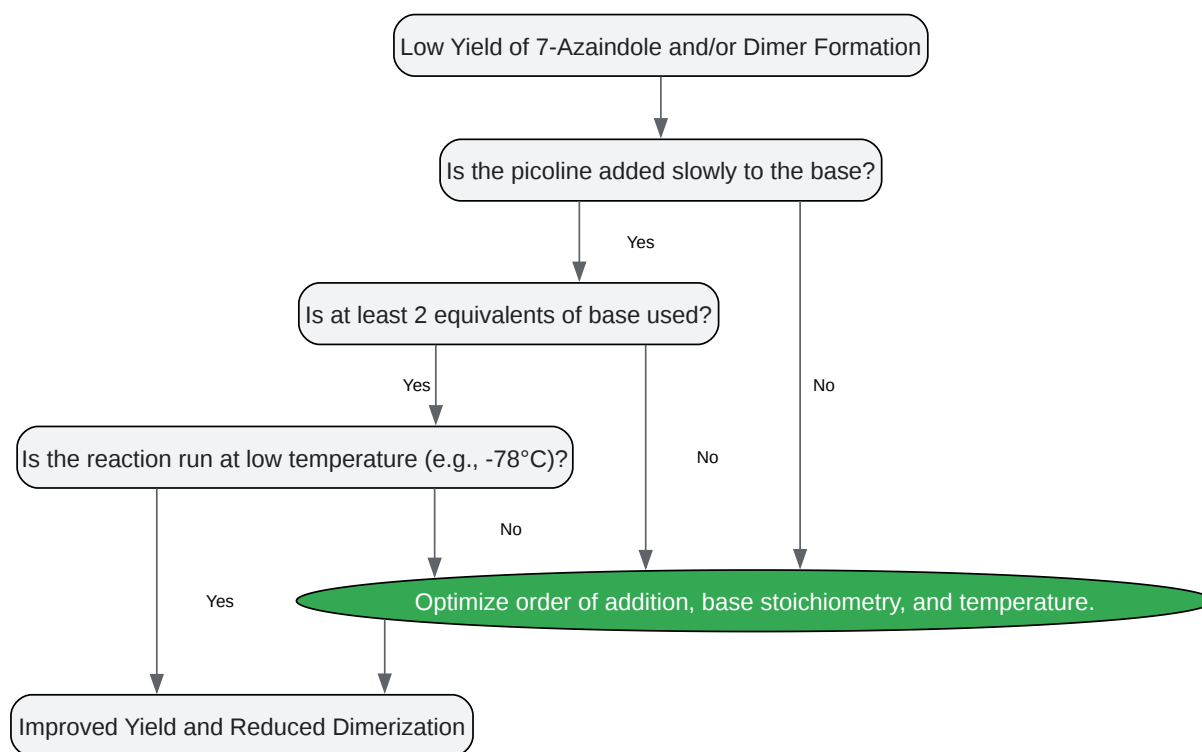 Low Yield of 7-Azaindole and/or Dimer Formation
Is the picoline added slowly to the base?
Yes
Is at least 2 equivalents of base used?
Yes
No
Is the reaction run at low temperature (e.g., -78°C)?
No
No
Yes
Optimize order of addition, base stoichiometry, and temperature.
Improved Yield and Reduced Dimerization